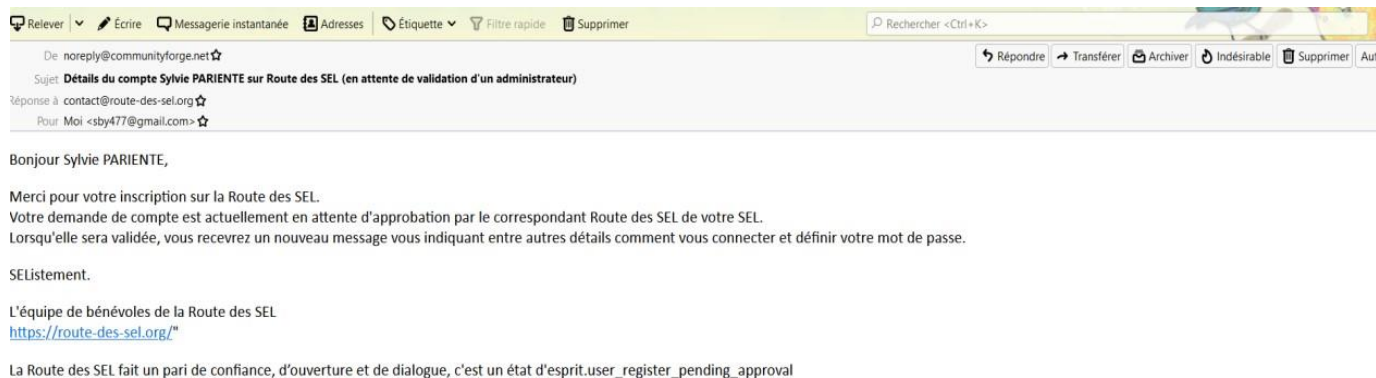 Relever Écrire Messagerie instantanée Adresses Étiquette Filtre rapide Supprimer Rechercher <Ctrl+K>
De noreply@communityforge.net Répondre Transférer Archiver Indésirable Supprimer Aut
Sujet Détails du compte Sylvie PARIENTE sur Route des SEL (en attente de validation d'un administrateur)
Réponse à contact@route-des-sel.org
Pour Moi <sby477@gmail.com>
Bonjour Sylvie PARIENTE,
Merci pour votre inscription sur la Route des SEL.
Votre demande de compte est actuellement en attente d'approbation par le correspondant Route des SEL de votre SEL.
Lorsqu'elle sera validée, vous recevrez un nouveau message vous indiquant entre autres détails comment vous connecter et définir votre mot de passe.
SEListement.
L'équipe de bénévoles de la Route des SEL
https://route-des-sel.org/"
La Route des SEL fait un pari de confiance, d'ouverture et de dialogue, c'est un état d'esprit.user_register_pending_approval